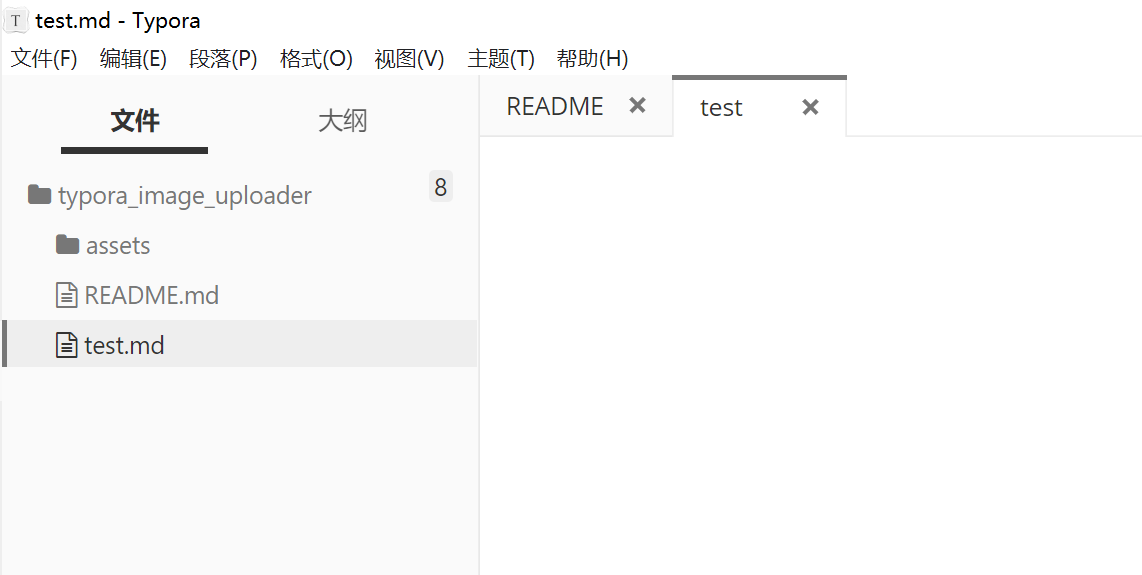 T test.md - Typora
文件(F) 编辑(E) 段落(P) 格式(O) 视图(V) 主题(T) 帮助(H)
文件 大纲 README test
typora_image_uploader 8
assets
README.md
test.md